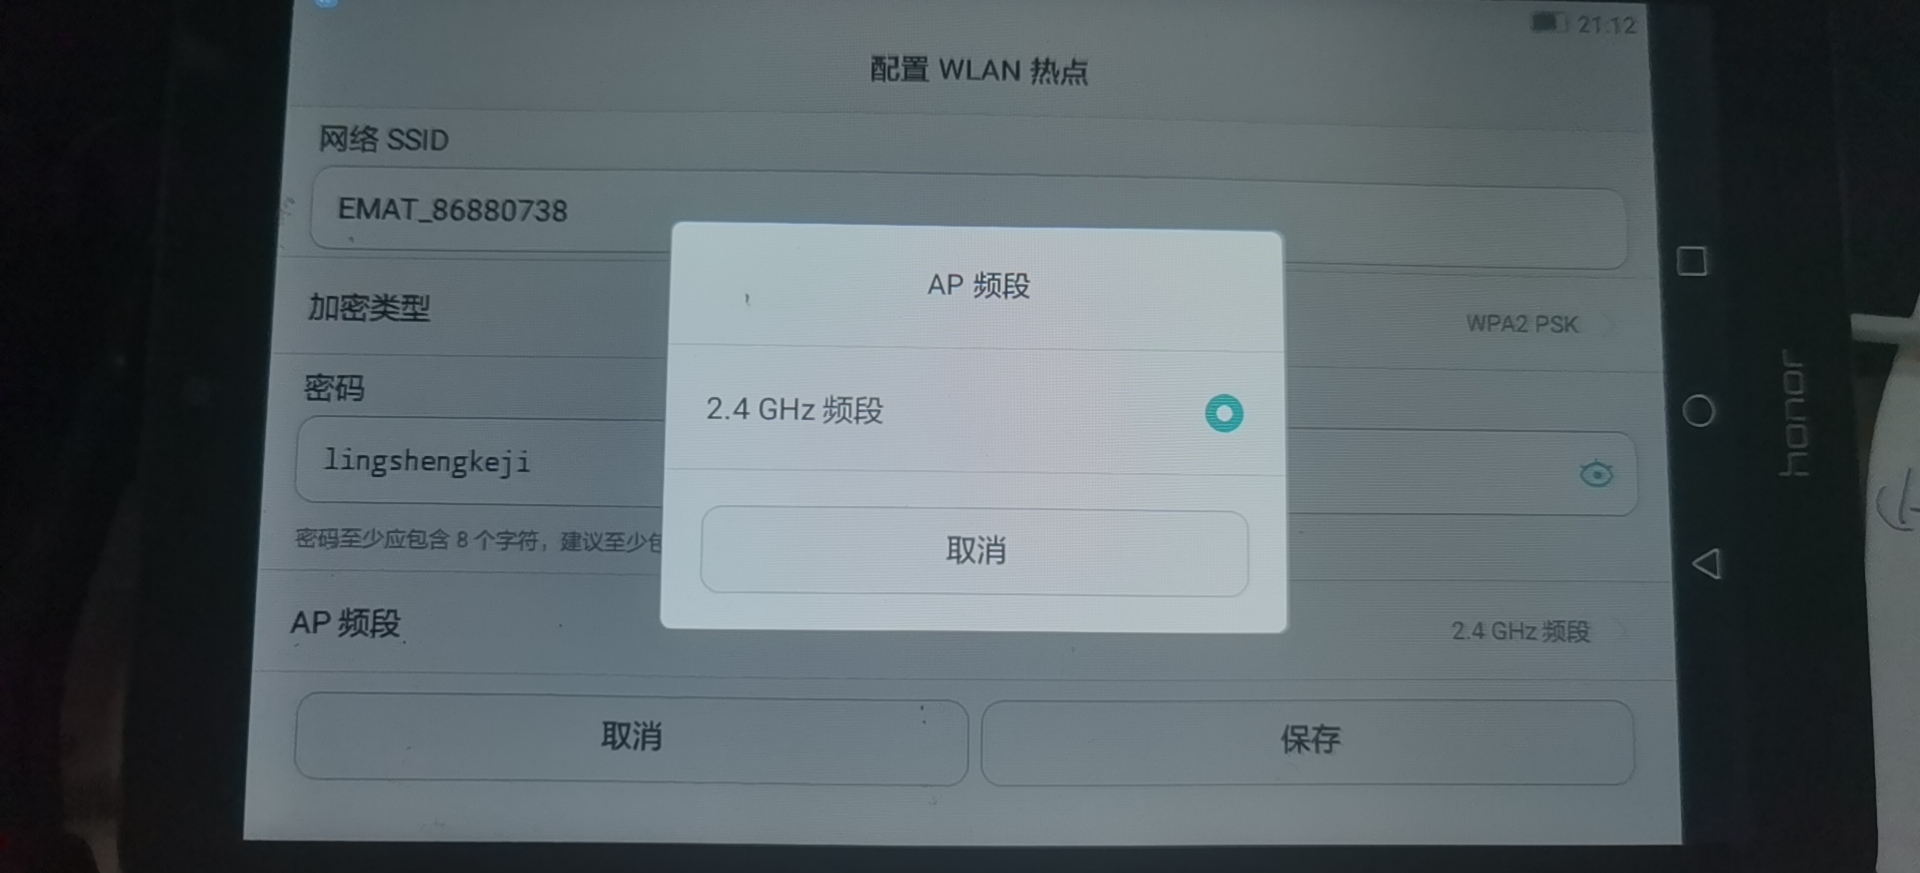 21:12
配置 WLAN 热点
网络 SSID
EMAT_86880738
加密类型
WPA2 PSK
密码
lingshengkeji
密码至少应包含 8 个字符，建议至少包
AP 频段
2.4 GHz 频段
取消
保存
AP 频段
2.4 GHz 频段
取消
honor